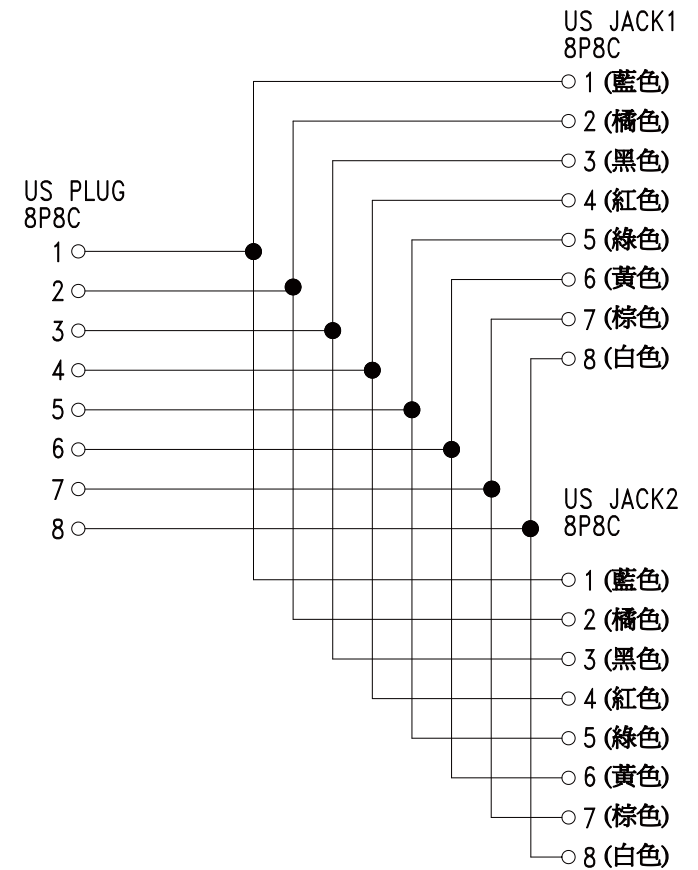 US JACK1
8P8C
1 (藍色)
2 (橘色)
3 (黑色)
4 (紅色)
5 (綠色)
6 (黃色)
7 (棕色)
8 (白色)
US PLUG
8P8C
1
2
3
4
5
6
7
8
US JACK2
8P8C
1 (藍色)
2 (橘色)
3 (黑色)
4 (紅色)
5 (綠色)
6 (黃色)
7 (棕色)
8 (白色)